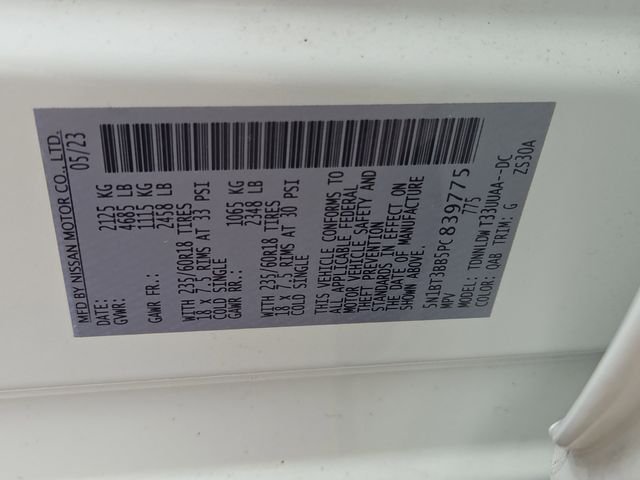 MFD BY NISSAN MOTOR CO., LTD.
DATE: 05/23
GVWR: 2125 KG
4685 LB
GAWR FR: 1115 KG
2458 LB
WITH 235/60R18 TIRES
18 x 7.5 RIMS AT 33 PSI
COLD SINGLE
GAWR RR: 1065 KG
2348 LB
WITH 235/60R18 TIRES
18 x 7.5 RIMS AT 30 PSI
COLD SINGLE
THIS VEHICLE CONFORMS TO
ALL APPLICABLE FEDERAL
MOTOR VEHICLE SAFETY AND
THEFT PREVENTION
STANDARDS IN EFFECT ON
THE DATE OF MANUFACTURE
SHOWN ABOVE.
5N1BT3BB5PC839775
MPV 775
MODEL: TDNNLDW T33UUAA--DC
COLOR: QAB TRIM: G ZS30A